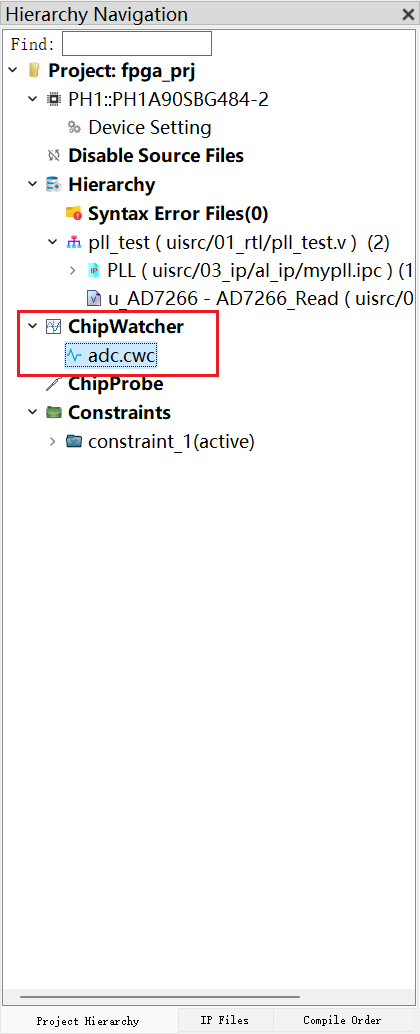 Hierarchy Navigation
Find:
Project: fpga_prj
PH1::PH1A90SBG484-2
Device Setting
Disable Source Files
Hierarchy
Syntax Error Files(0)
pll_test ( uisrc/01_rtl/pll_test.v ) (2)
PLL ( uisrc/03_ip/al_ip/mypll.ipc ) (1
u_AD7266 - AD7266_Read ( uisrc/0
ChipWatcher
adc.cwc
ChipProbe
Constraints
constraint_1(active)
Project Hierarchy IP Files Compile Order